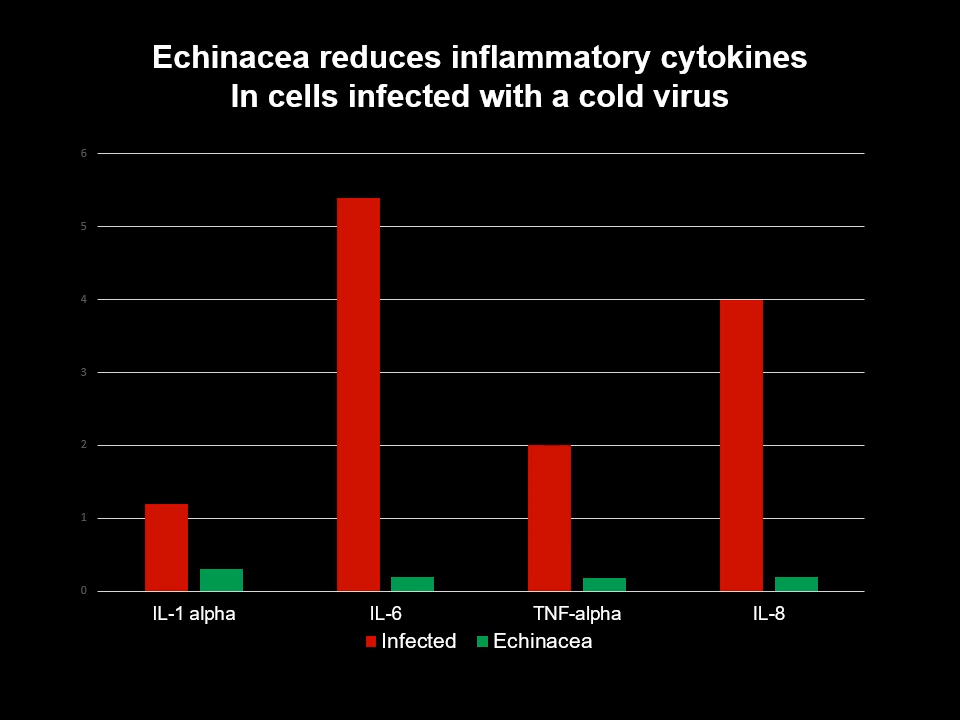 Echinacea reduces inflammatory cytokines
In cells infected with a cold virus
6
5
4
3
2
1
0
IL-1 alpha IL-6 TNF-alpha IL-8
Infected Echinacea